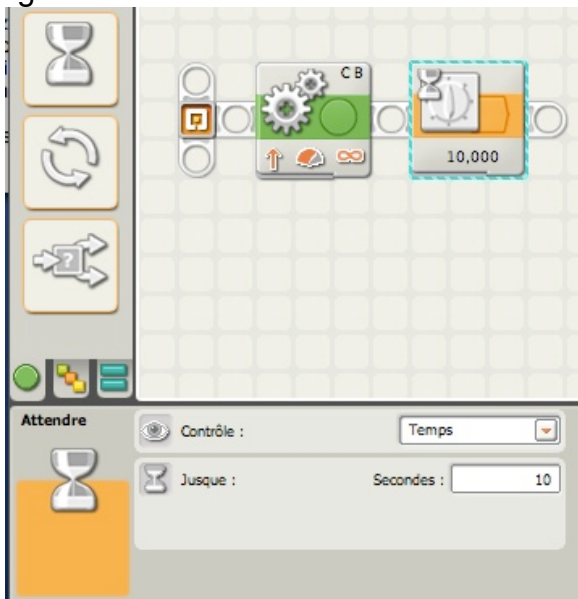 C B
10,000
Attendre
Contrôle :
Temps
Jusque :
Secondes :
10